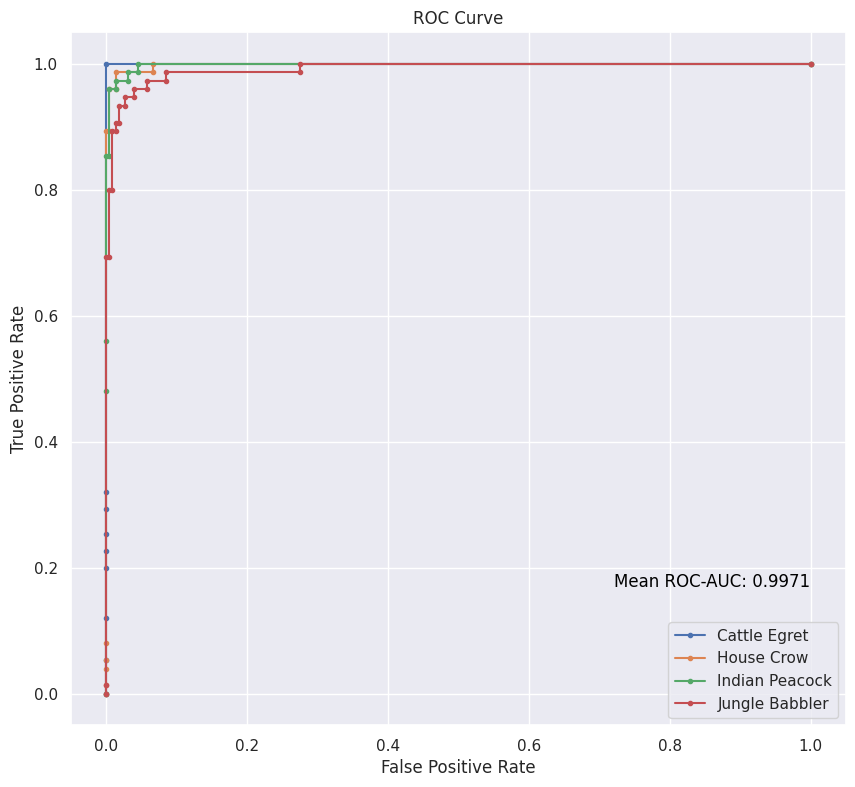 ROC Curve
True Positive Rate
1.0
0.8
0.6
0.4
0.2
0.0
Mean ROC-AUC: 0.9971
Cattle Egret
House Crow
Indian Peacock
Jungle Babbler
0.0 0.2 0.4 0.6 0.8 1.0
False Positive Rate